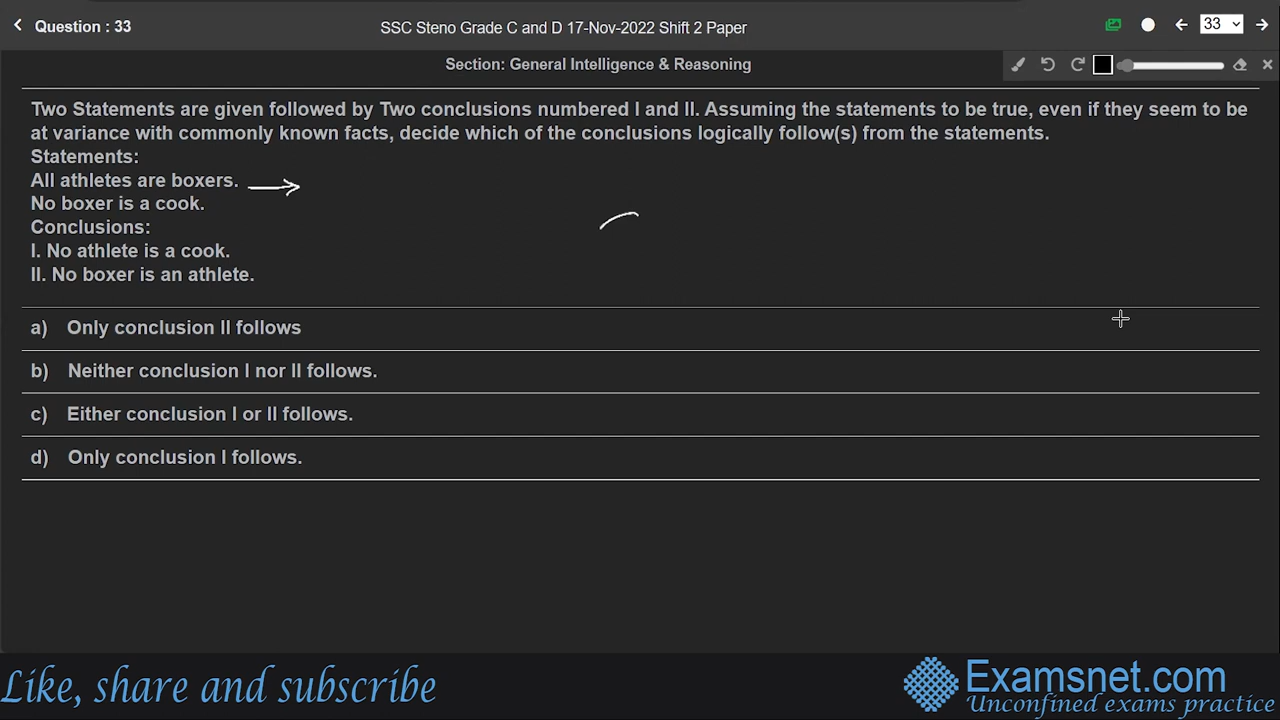 Question : 33
SSC Steno Grade C and D 17-Nov-2022 Shift 2 Paper
33
Section: General Intelligence & Reasoning
Two Statements are given followed by Two conclusions numbered I and II. Assuming the statements to be true, even if they seem to be
at variance with commonly known facts, decide which of the conclusions logically follow(s) from the statements.
Statements:
All athletes are boxers.
No boxer is a cook.
Conclusions:
I. No athlete is a cook.
II. No boxer is an athlete.
a) Only conclusion II follows
b) Neither conclusion I nor II follows.
c) Either conclusion I or II follows.
d) Only conclusion I follows.
Like, share and subscribe
Examsnet.com
Unconfined exams practice